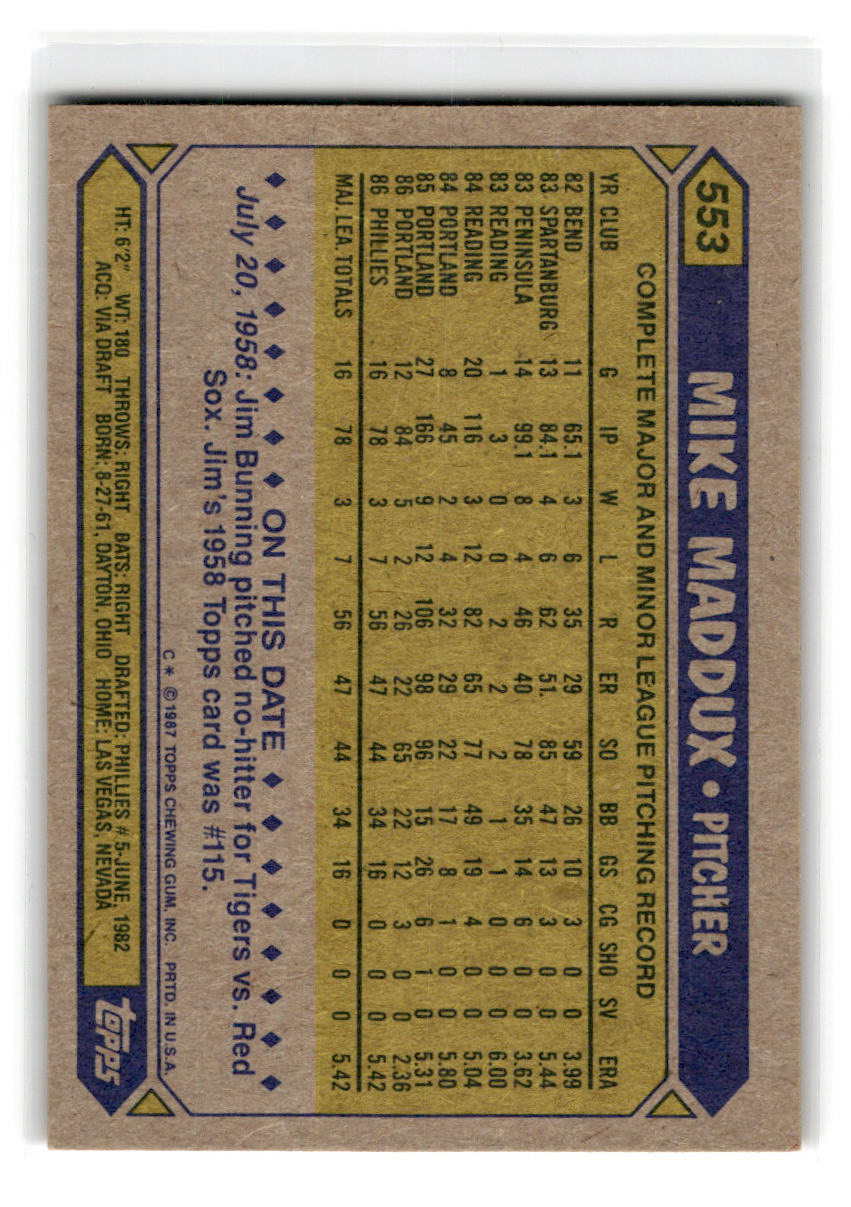 553
MIKE MADDUX • PITCHER
COMPLETE MAJOR AND MINOR LEAGUE PITCHING RECORD
YR CLUB G IP W L R ER SO BB GS CG SHO SV ERA
82 BEND 11 65.1 3 6 35 29 59 26 10 3 0 0 3.99
83 SPARTANBURG 13 84.1 4 6 62 51 85 47 13 3 0 0 5.44
83 PENINSULA 14 99.1 8 4 46 40 78 35 14 6 0 0 3.62
83 READING 1 3 0 0 2 2 2 1 1 0 0 0 6.00
84 READING 20 116 3 12 82 65 77 49 19 4 0 0 5.04
84 PORTLAND 8 45 2 4 32 29 22 17 8 1 0 0 5.80
85 PORTLAND 27 166 9 12 106 98 96 15 26 6 1 0 5.31
86 PORTLAND 12 84 5 2 26 22 65 22 12 3 0 0 2.36
86 PHILLIES 16 78 3 7 56 47 44 34 16 0 0 0 5.42
MAJ. LEA. TOTALS 16 78 3 7 56 47 44 34 16 0 0 0 5.42
◆ ◆ ◆ ◆ ◆ ◆ ◆ ◆ ON THIS DATE ◆ ◆ ◆ ◆ ◆ ◆ ◆ ◆
July 20, 1958: Jim Bunning pitched no-hitter for Tigers vs. Red
Sox. Jim's 1958 Topps card was #115.
C * ©1987 TOPPS CHEWING GUM, INC. PRTD. IN U.S.A.
HT: 6'2" WT: 180 THROWS: RIGHT BATS: RIGHT DRAFTED: PHILLIES #5-JUNE, 1982
ACQ: VIA DRAFT BORN: 8-27-61, DAYTON, OHIO HOME: LAS VEGAS, NEVADA
topps